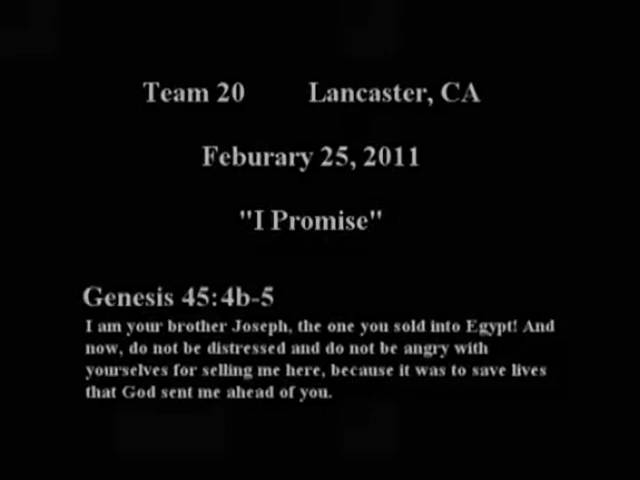 Team 20 Lancaster, CA
Feburary 25, 2011
"I Promise"
Genesis 45:4b-5
I am your brother Joseph, the one you sold into Egypt! And
now, do not be distressed and do not be angry with
yourselves for selling me here, because it was to save lives
that God sent me ahead of you.